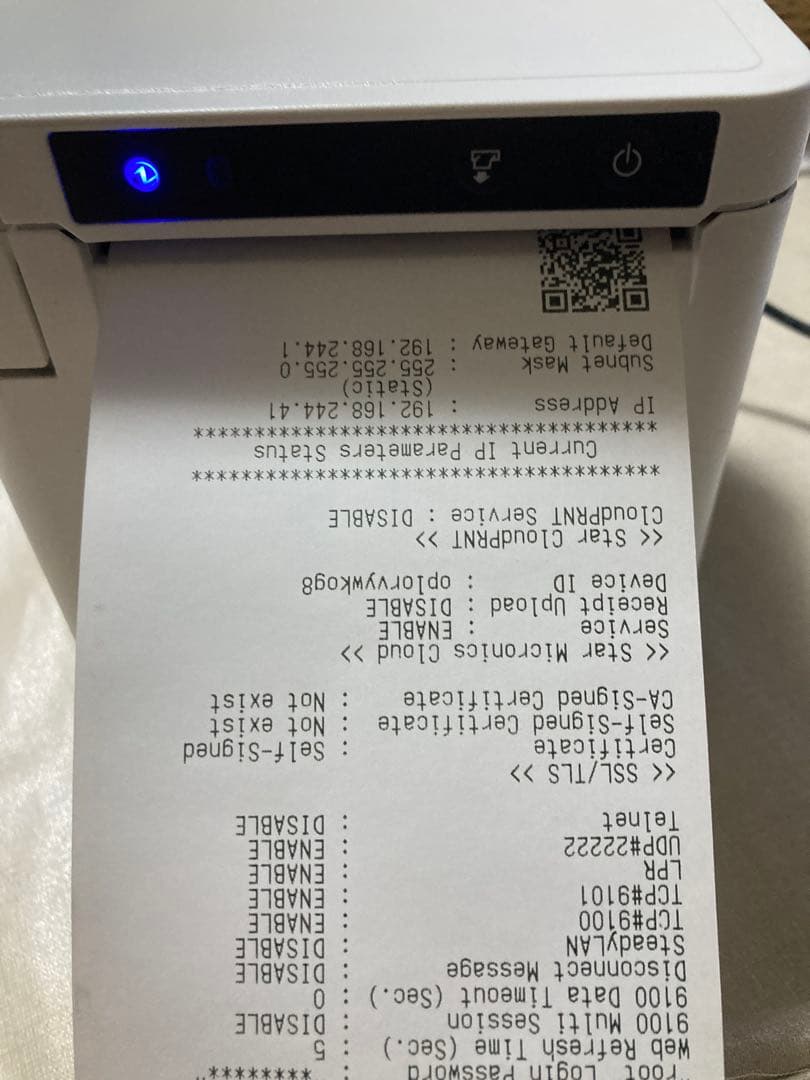 "root" Login Password : "********"
Web Refresh Time (Sec.) : 5
9100 Multi Session : DISABLE
9100 Data Timeout (Sec.) : 0
Disconnect Message : DISABLE
SteadyLAN : DISABLE
TCP#9100 : ENABLE
TCP#9101 : ENABLE
LPR : ENABLE
UDP#22222 : ENABLE
Telnet : DISABLE
<< SSL/TLS >>
Certificate : Self-Signed
Self-Signed Certificate : Not exist
CA-Signed Certificate : Not exist
<< Star Micronics Cloud >>
Service : ENABLE
Receipt Upload : DISABLE
Device ID : oplorvywkog8
<< Star CloudPRNT >>
CloudPRNT Service : DISABLE
**************************************
Current IP Parameters Status
**************************************
IP Address : 192.168.244.41
(Static)
Subnet Mask : 255.255.255.0
Default Gateway : 192.168.244.1